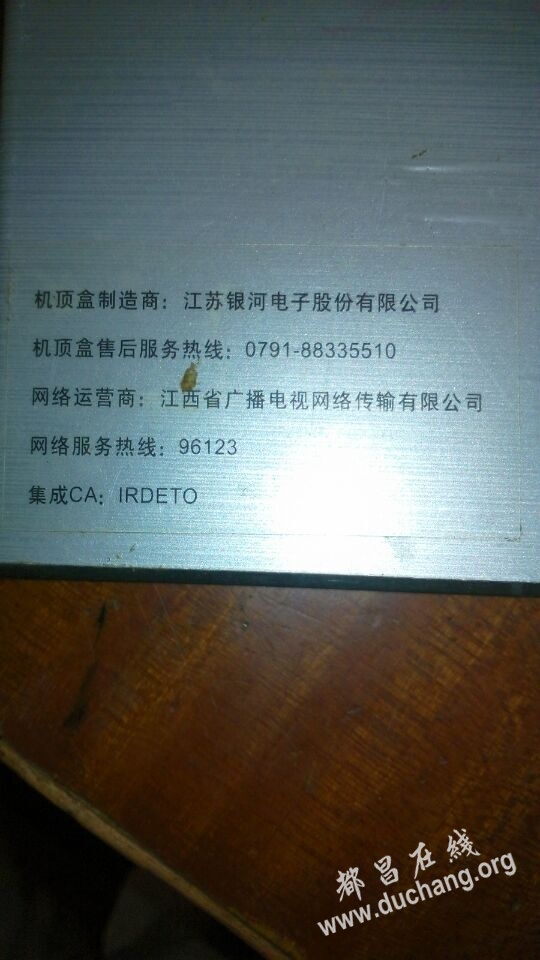 机顶盒制造商：江苏银河电子股份有限公司
机顶盒售后服务热线：0791-88335510
网络运营商：江西省广播电视网络传输有限公司
网络服务热线：96123
集成CA：IRDETO
都昌在线
www.duchang.org